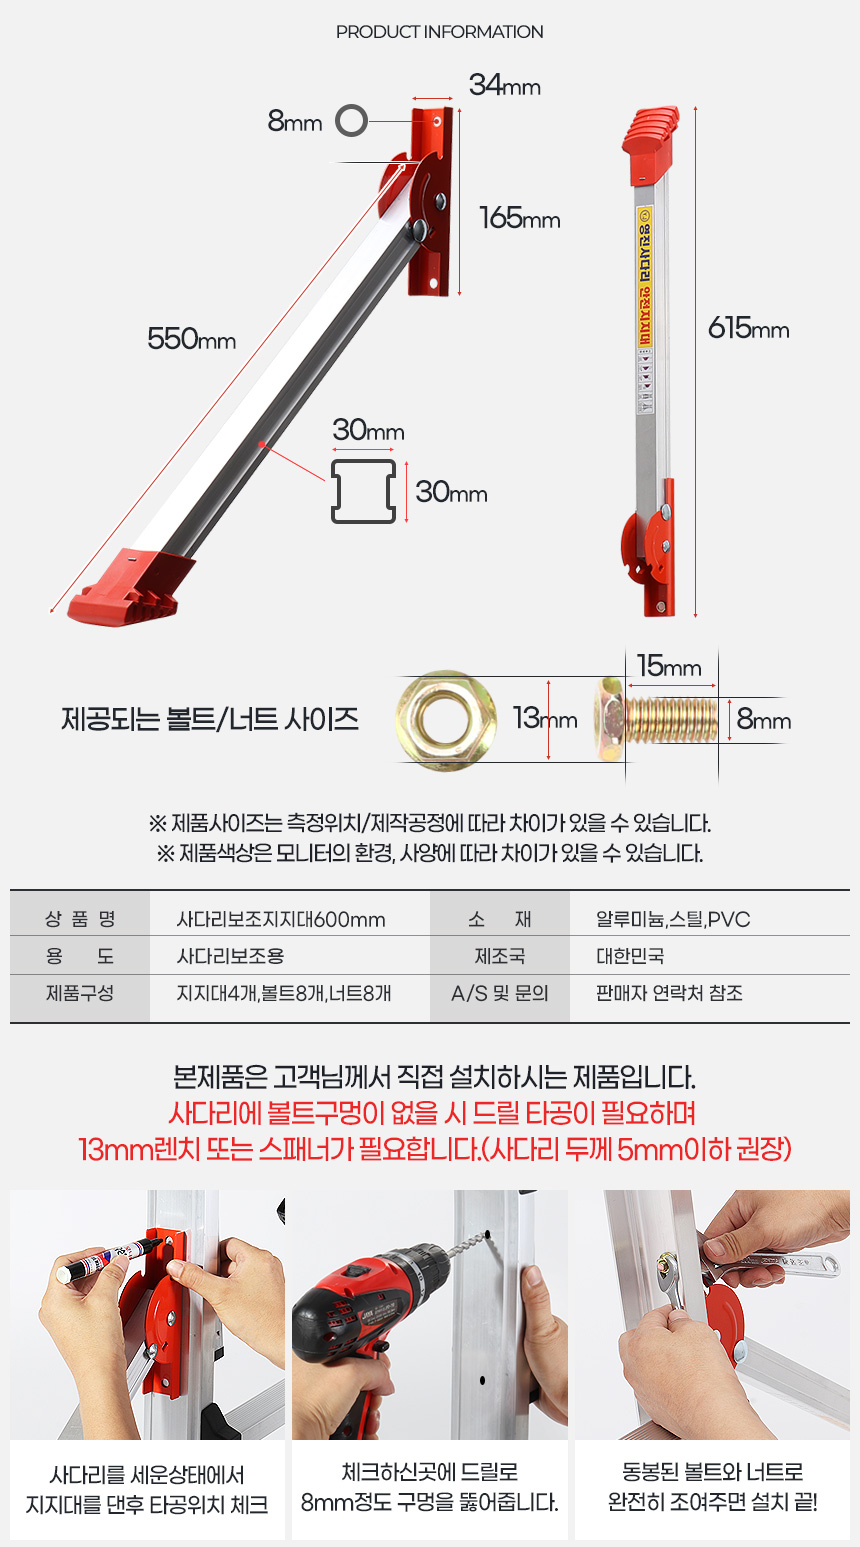 PRODUCT INFORMATION
34mm
8mm
165mm
550mm
615mm
영진사다리 안전지지대
30mm
30mm
15mm
제공되는 볼트/너트 사이즈
13mm
8mm
※ 제품사이즈는 측정위치/제작공정에 따라 차이가 있을 수 있습니다.
※ 제품색상은 모니터의 환경, 사양에 따라 차이가 있을 수 있습니다.
상 품 명 사다리보조지지대600mm 소 재 알루미늄,스틸,PVC
용 도 사다리보조용 제조국 대한민국
제품구성 지지대4개,볼트8개,너트8개 A/S 및 문의 판매자 연락처 참조
본제품은 고객님께서 직접 설치하시는 제품입니다.
사다리에 볼트구멍이 없을 시 드릴 타공이 필요하며
13mm렌치 또는 스패너가 필요합니다.(사다리 두께 5mm이하 권장)
사다리를 세운상태에서
지지대를 댄후 타공위치 체크
체크하신곳에 드릴로
8mm정도 구멍을 뚫어줍니다.
동봉된 볼트와 너트로
완전히 조여주면 설치 끝!